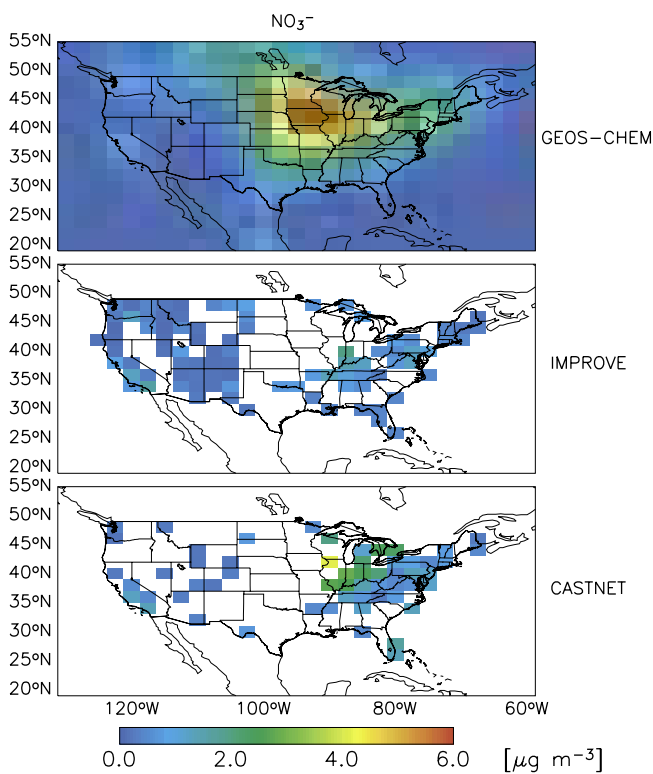 NO₃⁻
55°N
50°N
45°N
40°N
35°N
30°N
25°N
20°N
GEOS-CHEM
55°N
50°N
45°N
40°N
35°N
30°N
25°N
20°N
IMPROVE
55°N
50°N
45°N
40°N
35°N
30°N
25°N
20°N
CASTNET
120°W 100°W 80°W 60°W
0.0 2.0 4.0 6.0 [μg m⁻³]